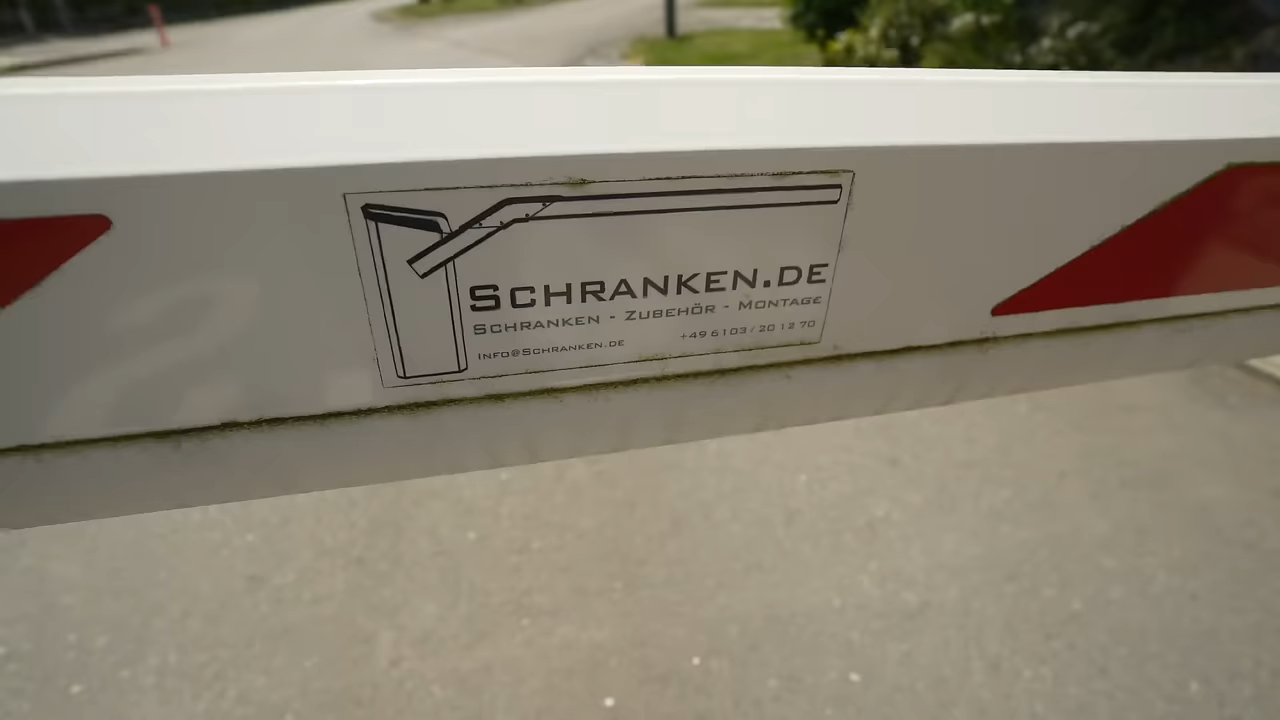 SCHRANKEN.DE
SCHRANKEN - ZUBEHÖR - MONTAGE
INFO@SCHRANKEN.DE +49 6103 / 20 12 70